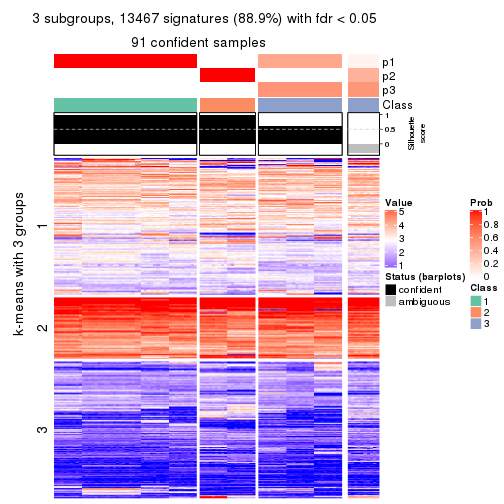 3 subgroups, 13467 signatures (88.9%) with fdr < 0.05
91 confident samples
p1
p2
p3
Class
1
0.5
0
Silhouette
score
k-means with 3 groups
1
2
3
Value
5
4
3
2
1
Status (barplots)
confident
ambiguous
Prob
1
0.8
0.6
0.4
0.2
0
Class
1
2
3